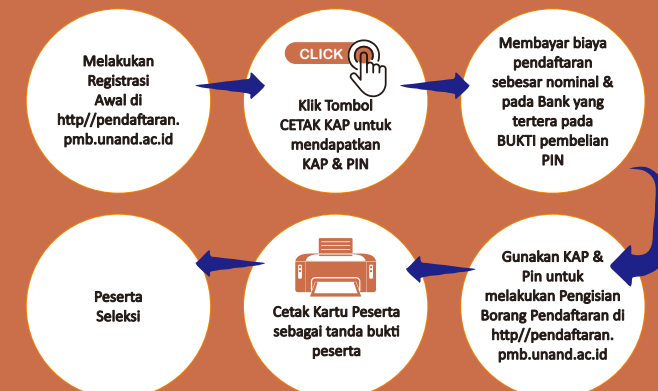 Melakukan
Registrasi
Awal di
http//pendaftaran.
pmb.unand.ac.id
CLICK
Klik Tombol
CETAK KAP untuk
mendapatkan
KAP & PIN
Membayar biaya
pendaftaran
sebesar nominal &
pada Bank yang
tertera pada
BUKTI pembelian
PIN
Gunakan KAP &
Pin untuk
melakukan Pengisian
Borang Pendaftaran di
http//pendaftaran.
pmb.unand.ac.id
Cetak Kartu Peserta
sebagai tanda bukti
peserta
Peserta
Seleksi